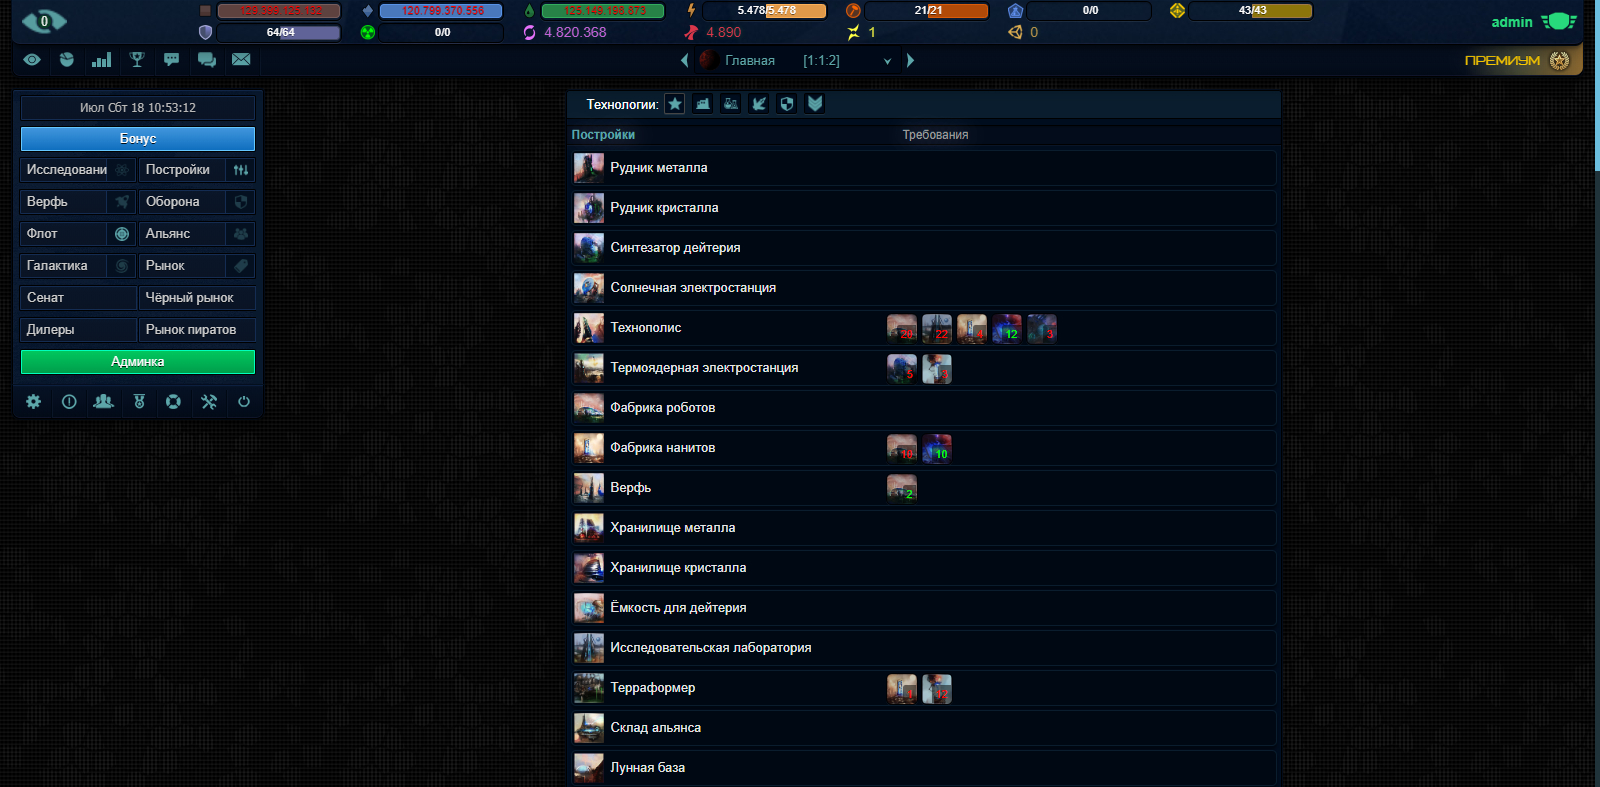 0
129.399.125.132
120.799.370.556
125.149.198.873
5.478/5.478
21/21
0/0
43/43
64/64
0/0
4.820.368
4.890
1
0
admin
Главная [1:1:2]
ПРЕМИУМ
Июл Сбт 18 10:53:12
Бонус
Исследовани Постройки
Верфь Оборона
Флот Альянс
Галактика Рынок
Сенат Чёрный рынок
Дилеры Рынок пиратов
Админка
Технологии:
Постройки Требования
Рудник металла
Рудник кристалла
Синтезатор дейтерия
Солнечная электростанция
Технополис 20 22 4 12 3
Термоядерная электростанция 5 3
Фабрика роботов
Фабрика нанитов 10 10
Верфь 2
Хранилище металла
Хранилище кристалла
Ёмкость для дейтерия
Исследовательская лаборатория
Терраформер 1 12
Склад альянса
Лунная база